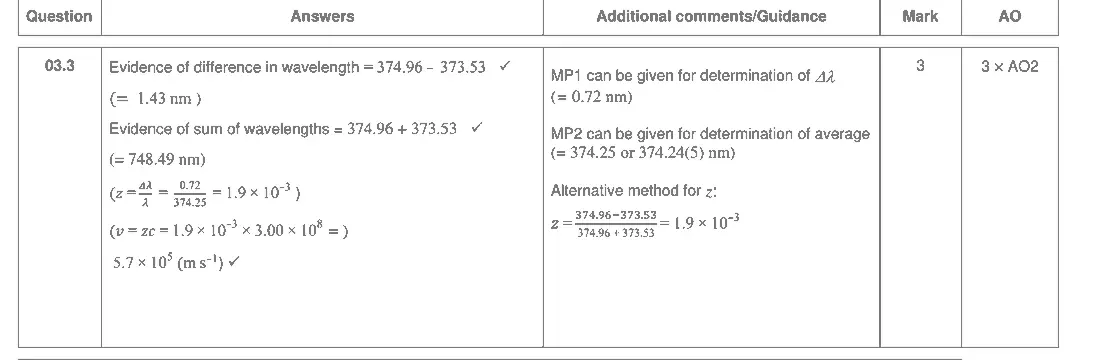 Question Answers Additional comments/Guidance Mark AO
03.3 Evidence of difference in wavelength = 374.96 – 373.53 ✓
(= 1.43 nm )
Evidence of sum of wavelengths = 374.96 + 373.53 ✓
(= 748.49 nm)
(z = Δλ/λ = 0.72/374.25 = 1.9 × 10⁻³ )
(v = zc = 1.9 × 10⁻³ × 3.00 × 10⁸ = )
5.7 × 10⁵ (m s⁻¹) ✓
MP1 can be given for determination of Δλ
(= 0.72 nm)
MP2 can be given for determination of average
(= 374.25 or 374.24(5) nm)
Alternative method for z:
z = 374.96−373.53/374.96 + 373.53 = 1.9 × 10⁻³
3 3 × AO2